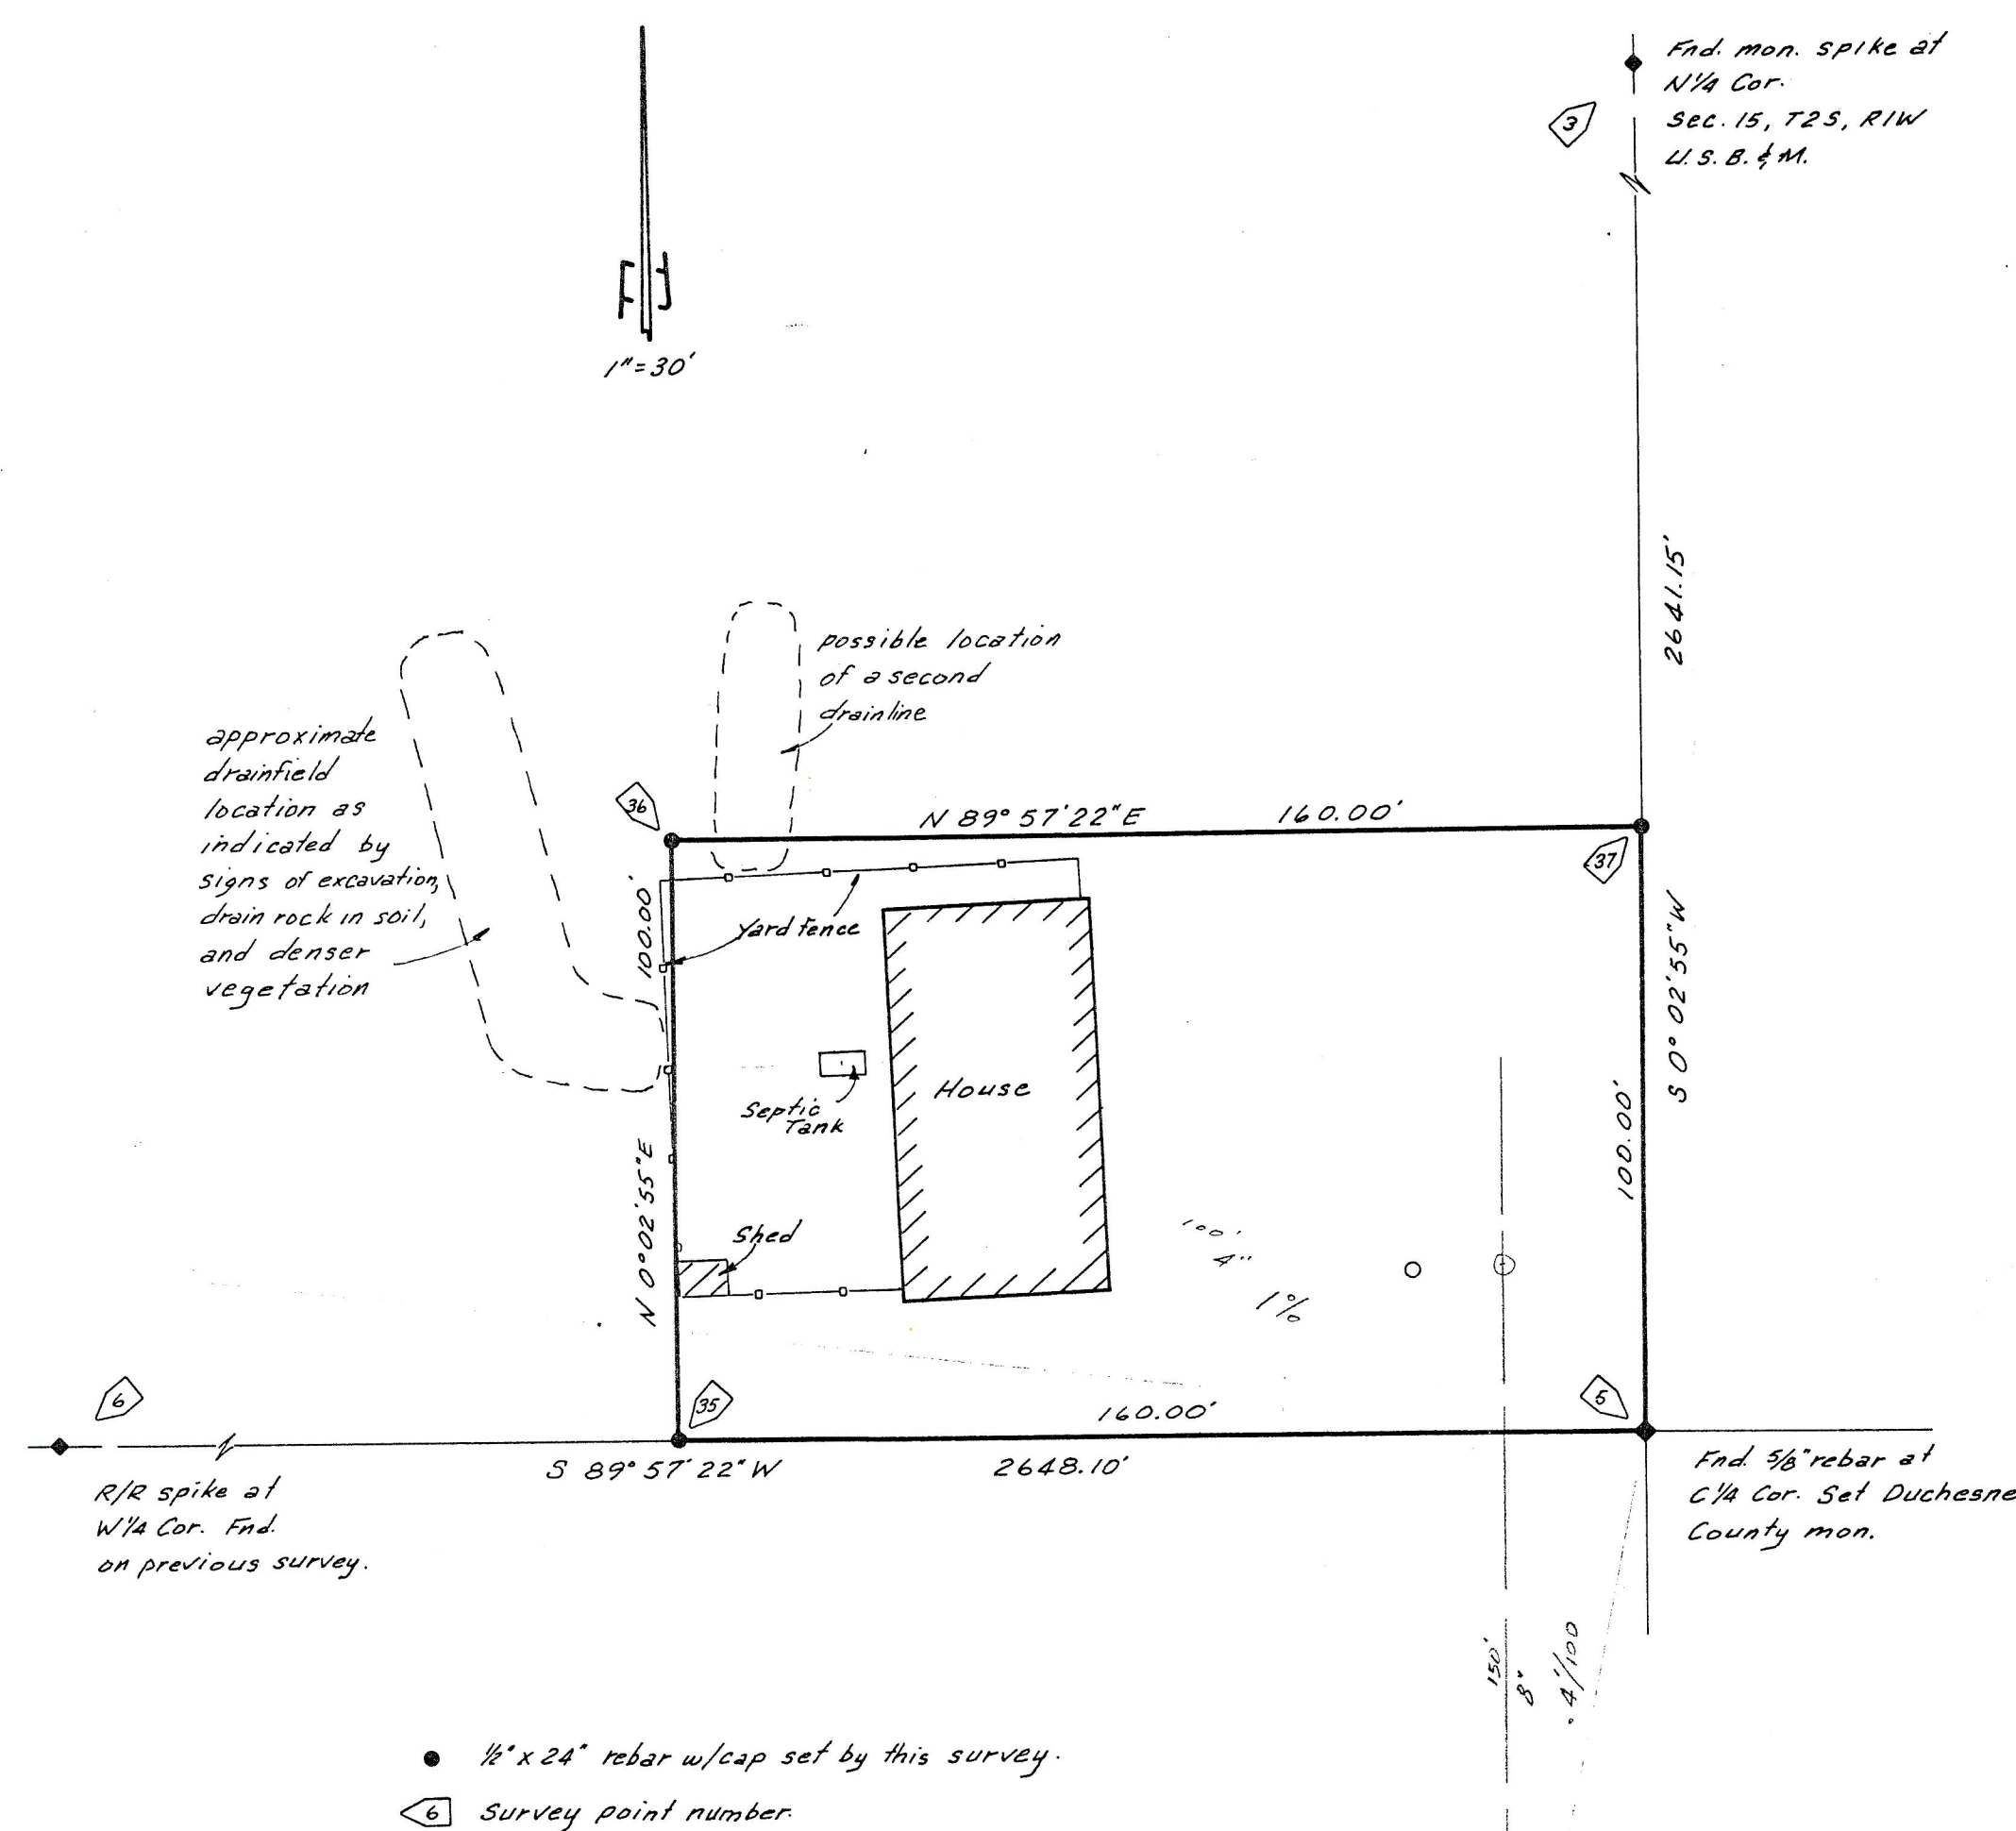 Fnd. mon. spike at
N 1/4 Cor.
Sec. 15, T2S, R1W
U.S.B. & M.
3
1"=30'
2641.15'
possible location
of a second
drainline
approximate
drainfield
location as
indicated by
signs of excavation,
drain rock in soil,
and denser
vegetation
36
N 89° 57' 22" E 160.00'
37
100.00'
Yard fence
S 0° 02' 55" W
House
Septic
Tank
100.00'
N 0° 02' 55" E
Shed
100'
4"
1%
6
35
160.00'
5
S 89° 57' 22" W 2648.10'
R/R spike at
W 1/4 Cor. Fnd.
on previous survey.
Fnd. 5/8" rebar at
C 1/4 Cor. Set Duchesne
County mon.
150'
8"
.4'/100
1/2" x 24" rebar w/cap set by this survey.
6 Survey point number.